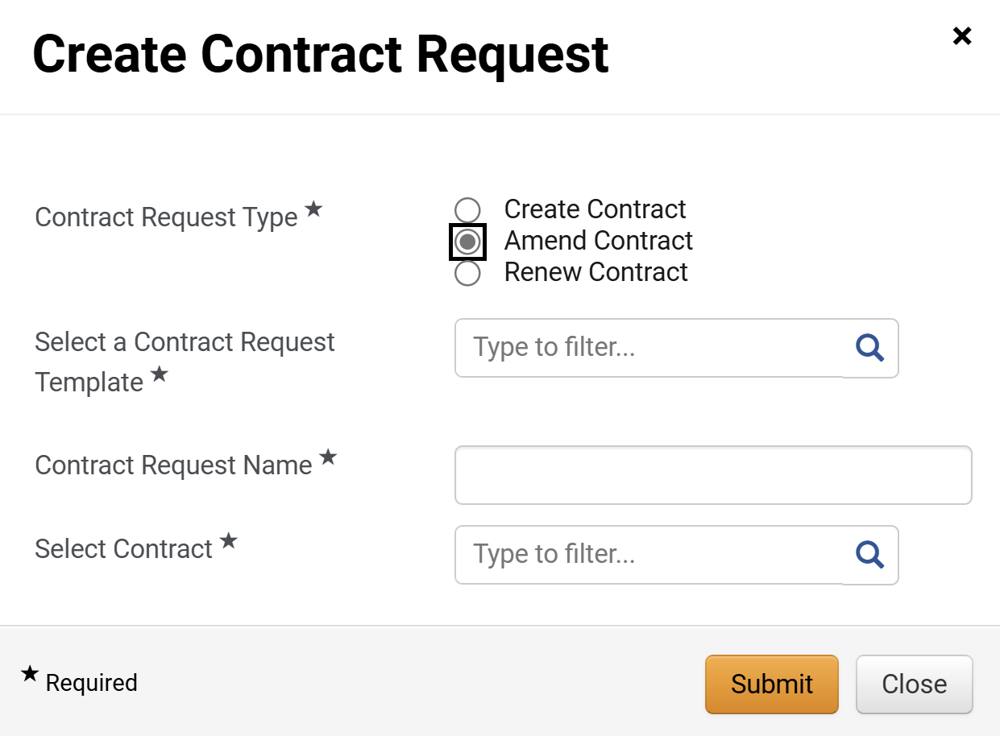 Create Contract Request
Contract Request Type ★
Create Contract
Amend Contract
Renew Contract
Select a Contract Request
Template ★
Type to filter...
Contract Request Name ★
Select Contract ★
Type to filter...
★ Required
Submit
Close